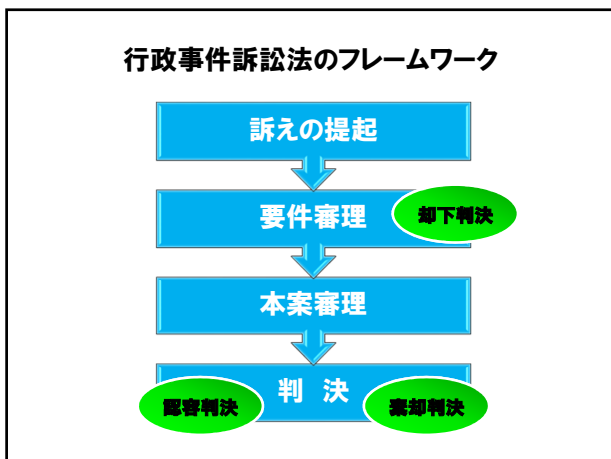 行政事件訴訟法のフレームワーク
訴えの提起
要件審理
却下判決
本案審理
判 決
認容判決
棄却判決